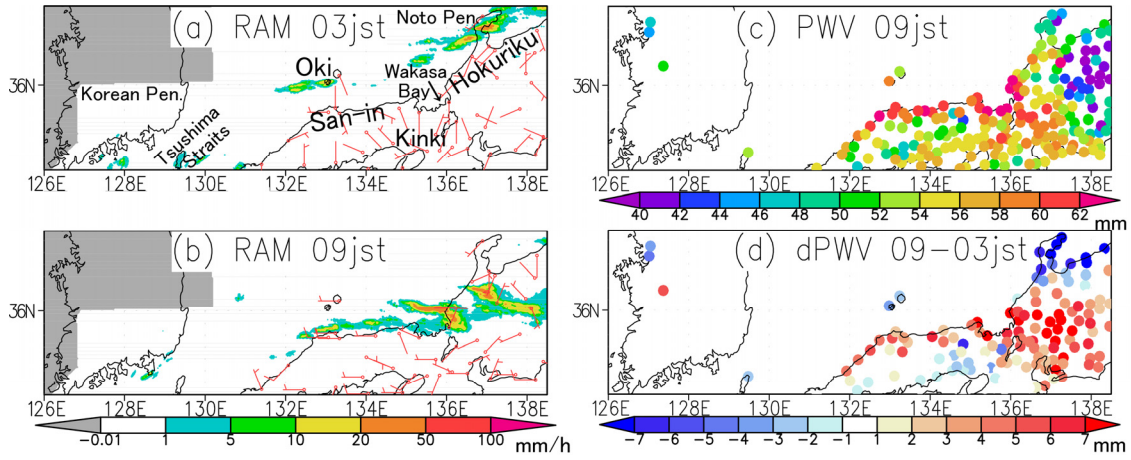 (a) RAM 03jst
Noto Pen.
Oki
Wakasa
Bay
Hokuriku
36N
Korean Pen.
San-in
Kinki
Tsushima
Straits
126E 128E 130E 132E 134E 136E 138E
(b) RAM 09jst
36N
126E 128E 130E 132E 134E 136E 138E
-0.01 1 5 10 20 50 100
mm/h
(c) PWV 09jst
36N
126E 128E 130E 132E 134E 136E 138E
40 42 44 46 48 50 52 54 56 58 60 62
mm
(d) dPWV 09-03jst
36N
126E 128E 130E 132E 134E 136E 138E
-7 -6 -5 -4 -3 -2 -1 1 2 3 4 5 6 7
mm